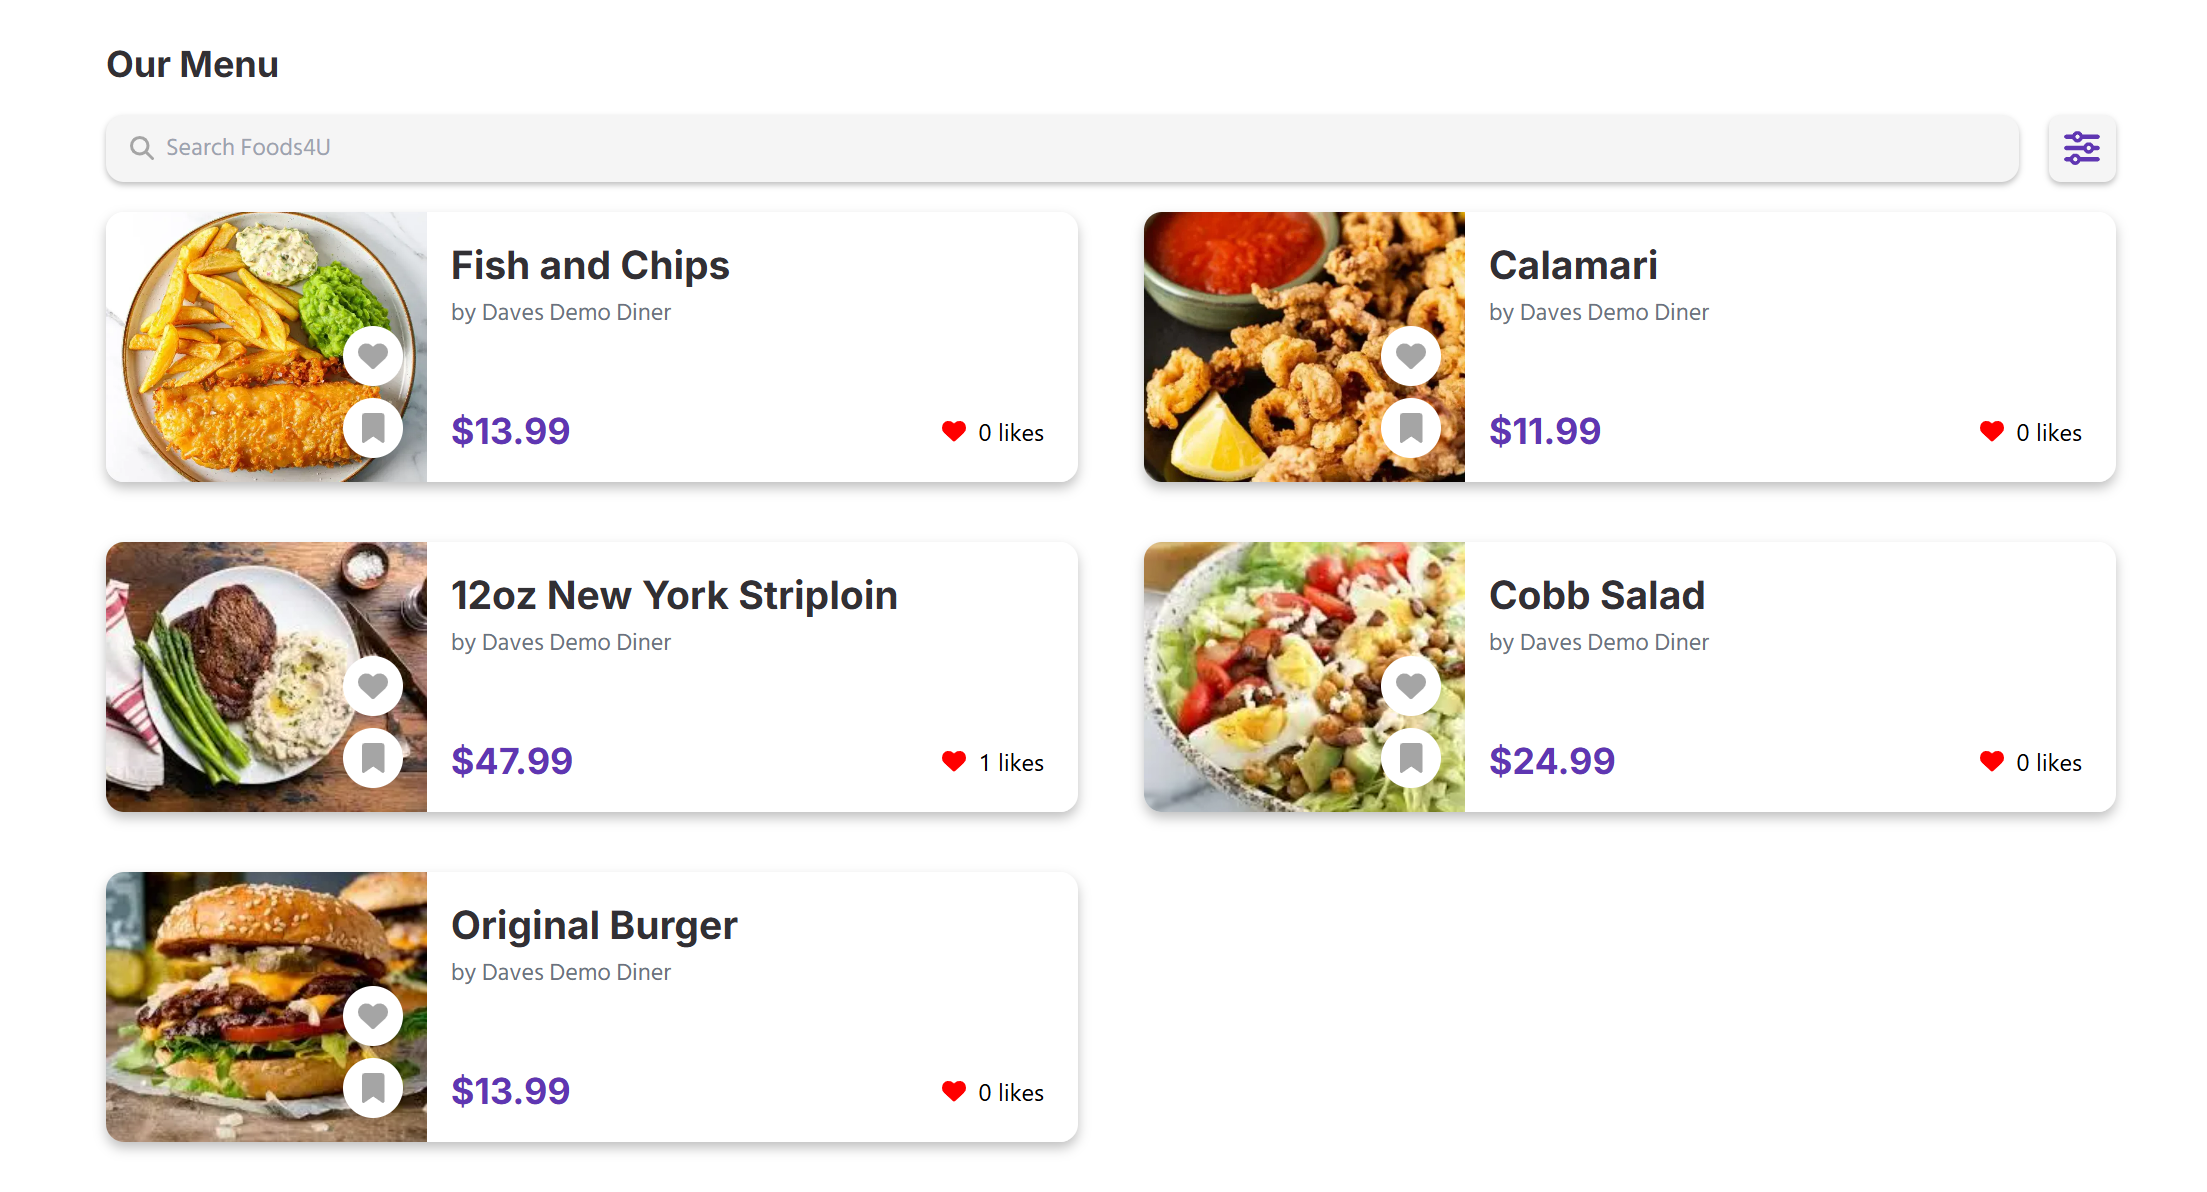 Our Menu
Search Foods4U
Fish and Chips
by Daves Demo Diner
$13.99
0 likes
Calamari
by Daves Demo Diner
$11.99
0 likes
12oz New York Striploin
by Daves Demo Diner
$47.99
1 likes
Cobb Salad
by Daves Demo Diner
$24.99
0 likes
Original Burger
by Daves Demo Diner
$13.99
0 likes